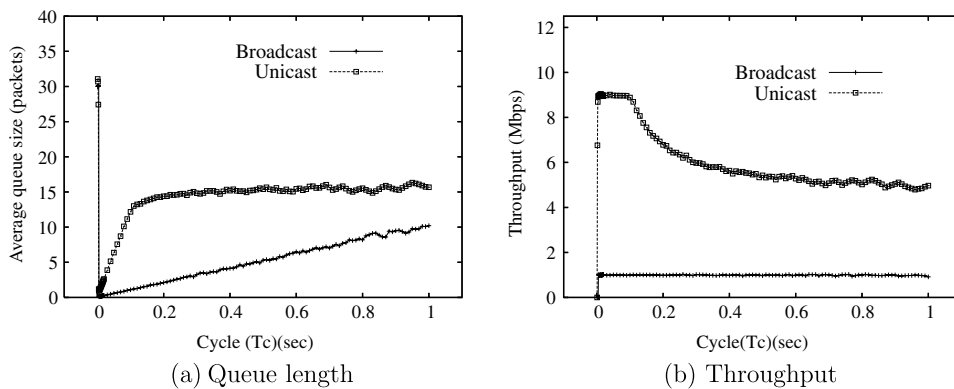 40
35
30
25
20
15
10
5
0
Average queue size (packets)
Broadcast
Unicast
0 0.2 0.4 0.6 0.8 1
Cycle (Tc)(sec)
(a) Queue length
12
10
8
6
4
2
0
Throughput (Mbps)
Broadcast
Unicast
0 0.2 0.4 0.6 0.8 1
Cycle(Tc)(sec)
(b) Throughput